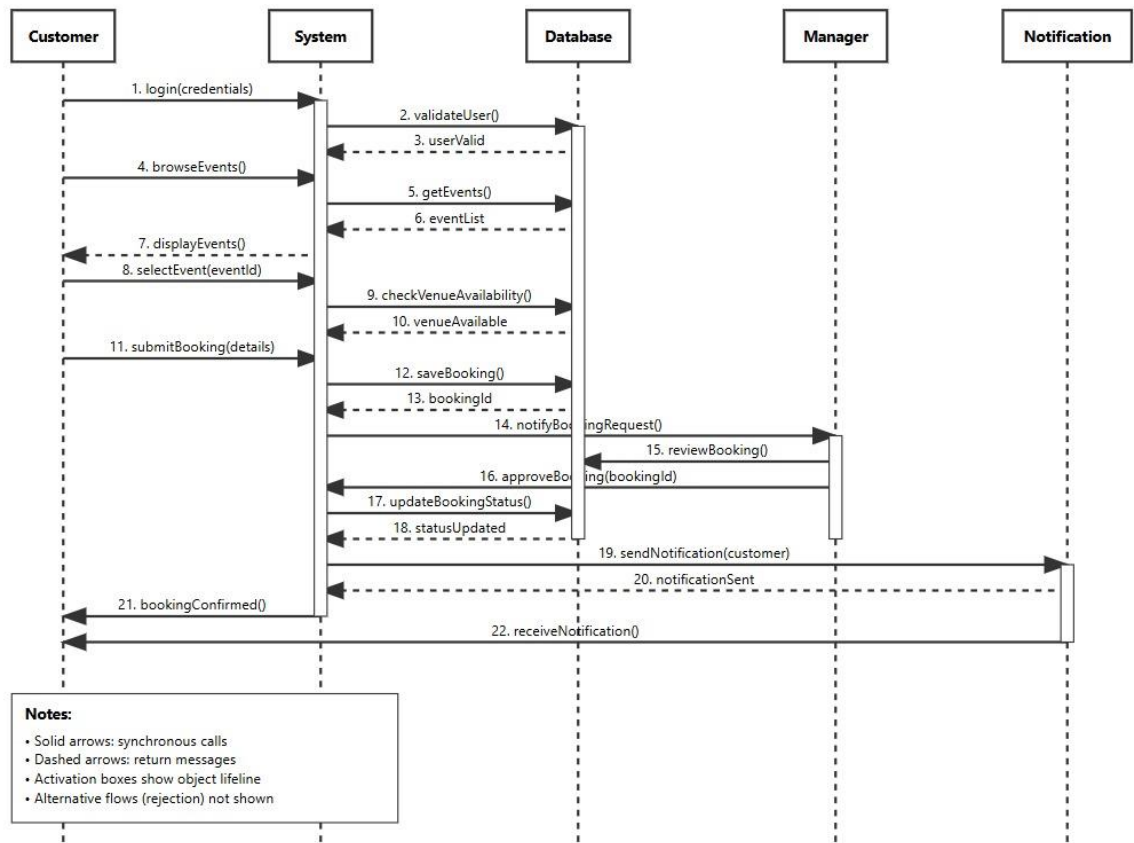 Customer
System
Database
Manager
Notification
1. login(credentials)
2. validateUser()
3. userValid
4. browseEvents()
5. getEvents()
6. eventList
7. displayEvents()
8. selectEvent(eventId)
9. checkVenueAvailability()
10. venueAvailable
11. submitBooking(details)
12. saveBooking()
13. bookingId
14. notifyBookingRequest()
15. reviewBooking()
16. approveBooking(bookingId)
17. updateBookingStatus()
18. statusUpdated
19. sendNotification(customer)
20. notificationSent
21. bookingConfirmed()
22. receiveNotification()
Notes:
• Solid arrows: synchronous calls
• Dashed arrows: return messages
• Activation boxes show object lifeline
• Alternative flows (rejection) not shown